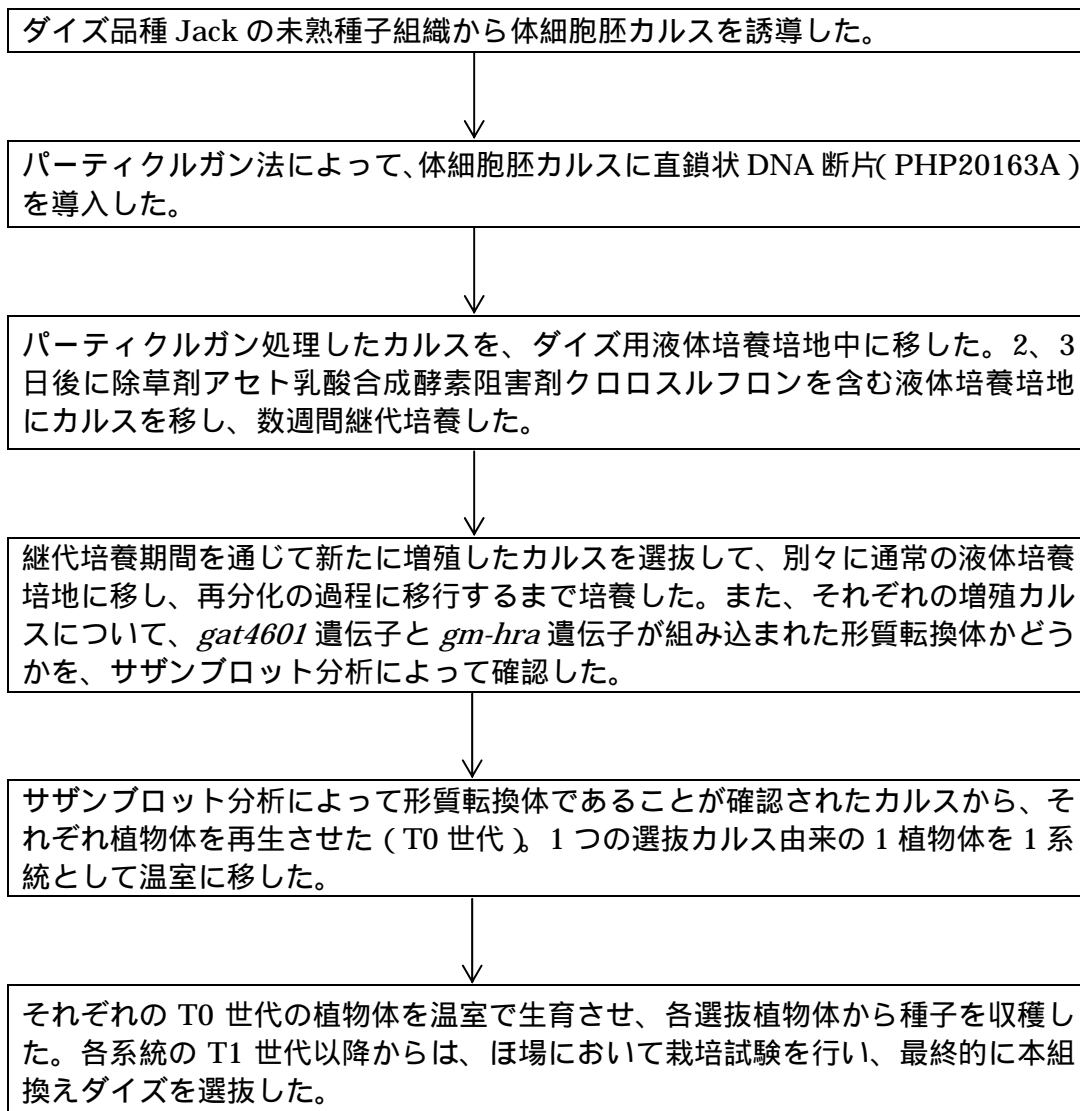 ダイズ品種 Jack の未熟種子組織から体細胞胚カルスを誘導した。
パーティクルガン法によって、体細胞胚カルスに直鎖状 DNA 断片( PHP20163A )
を導入した。
パーティクルガン処理したカルスを、ダイズ用液体培養培地中に移した。2、3
日後に除草剤アセト乳酸合成酵素阻害剤クロロスルフロンを含む液体培養培地
にカルスを移し、数週間継代培養した。
継代培養期間を通じて新たに増殖したカルスを選抜して、別々に通常の液体培養
培地に移し、再分化の過程に移行するまで培養した。また、それぞれの増殖カル
スについて、gat4601 遺伝子と gm-hra 遺伝子が組み込まれた形質転換体かどう
かを、サザンブロット分析によって確認した。
サザンブロット分析によって形質転換体であることが確認されたカルスから、そ
れぞれ植物体を再生させた ( T0 世代 )。1 つの選抜カルス由来の 1 植物体を 1 系
統として温室に移した。
それぞれの T0 世代の植物体を温室で生育させ、各選抜植物体から種子を収穫し
た。各系統の T1 世代以降からは、ほ場において栽培試験を行い、最終的に本組
換えダイズを選抜した。